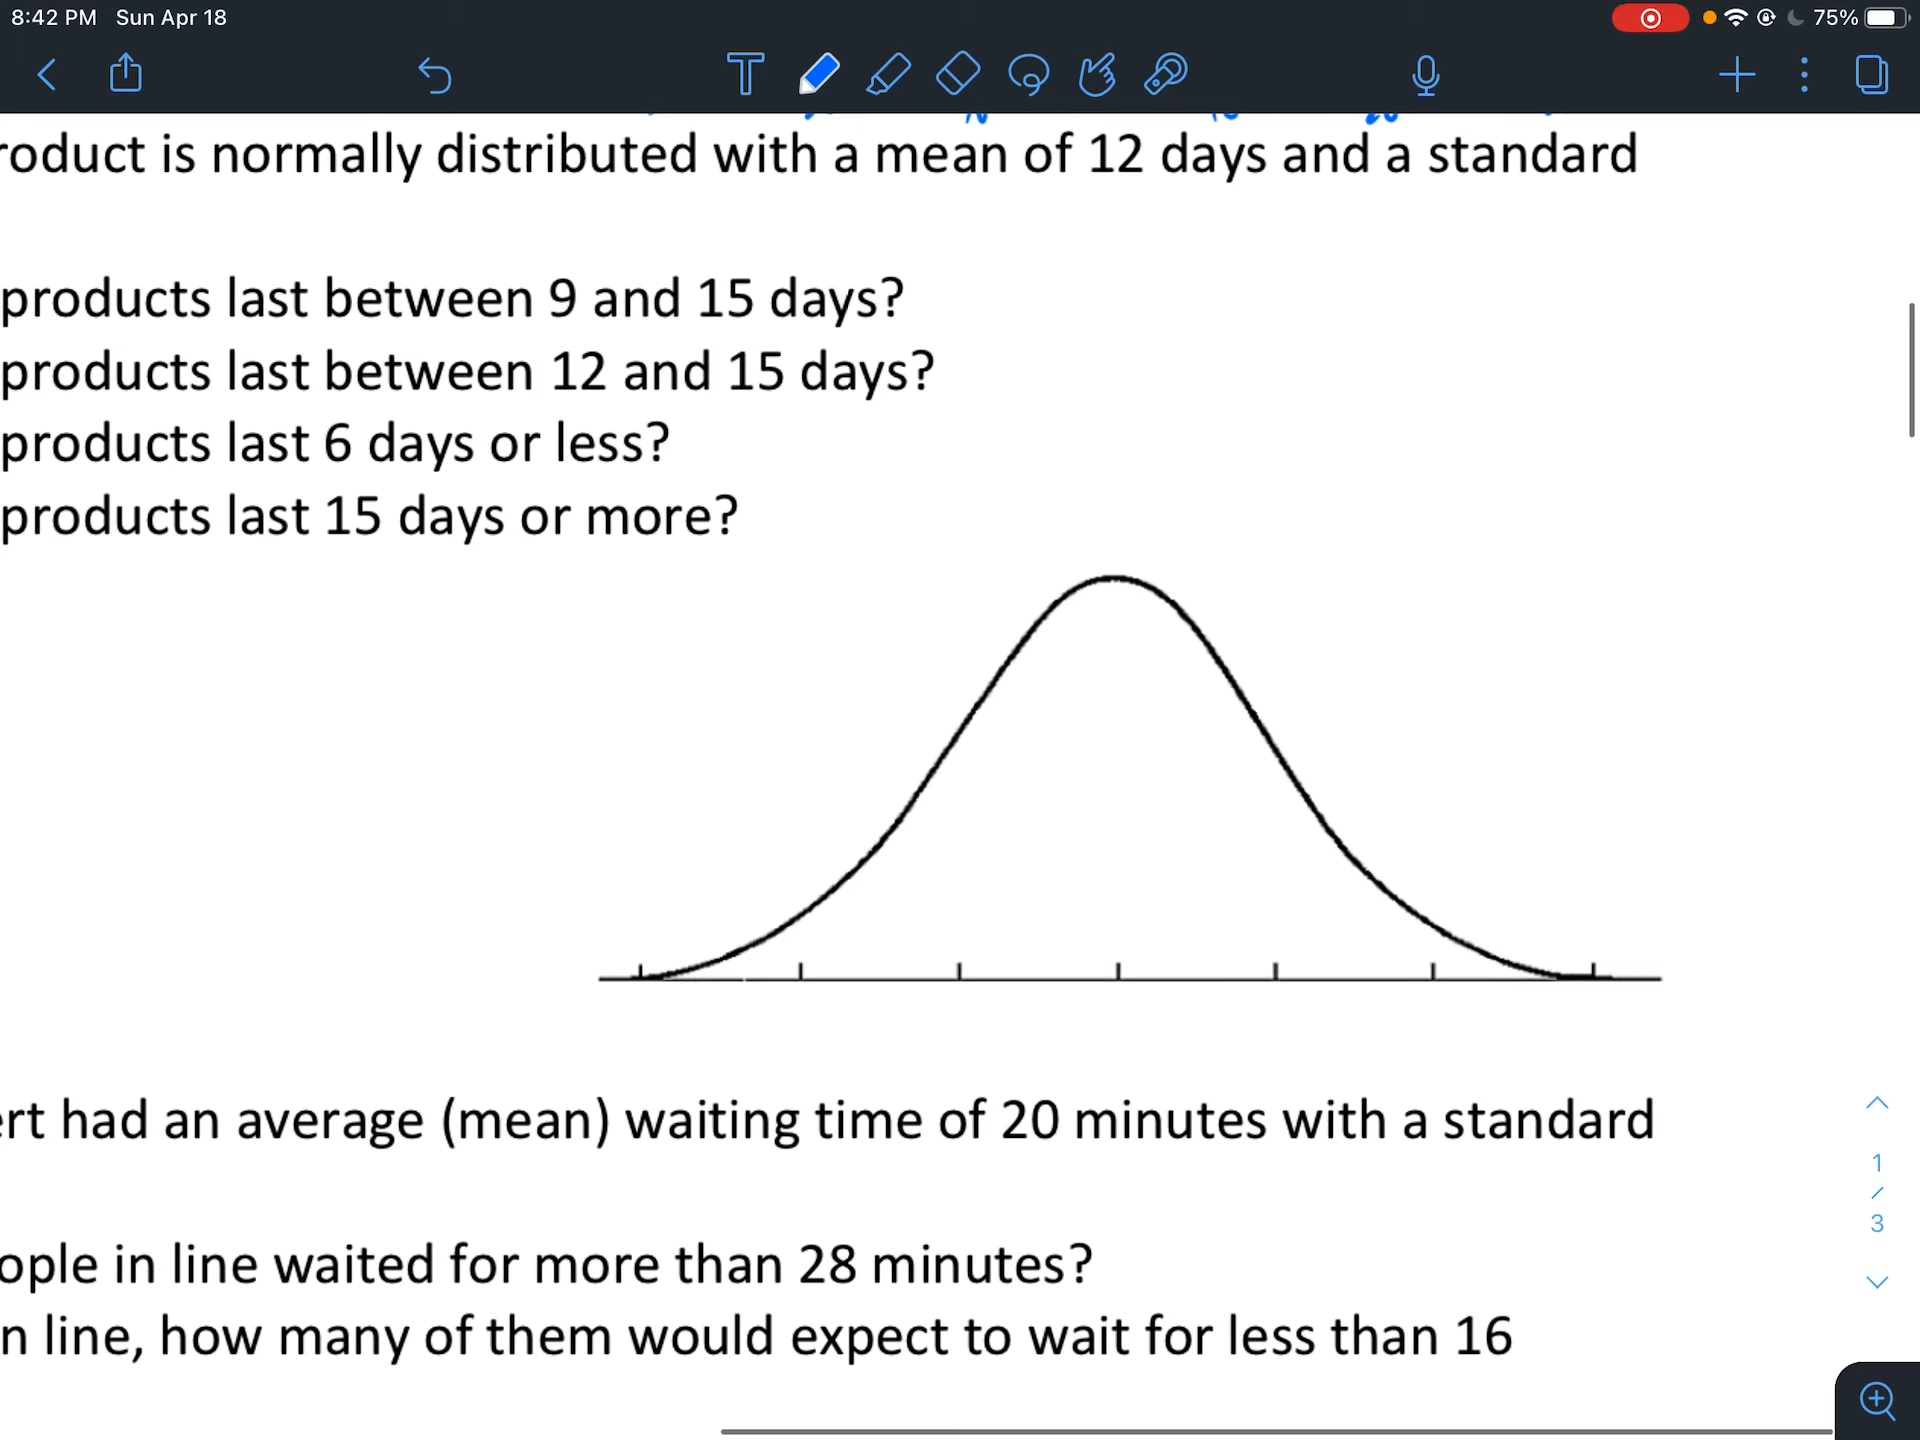 8:42 PM Sun Apr 18 75%
roduct is normally distributed with a mean of 12 days and a standard
products last between 9 and 15 days?
products last between 12 and 15 days?
products last 6 days or less?
products last 15 days or more?
ert had an average (mean) waiting time of 20 minutes with a standard
ople in line waited for more than 28 minutes?
n line, how many of them would expect to wait for less than 16
1
/
3